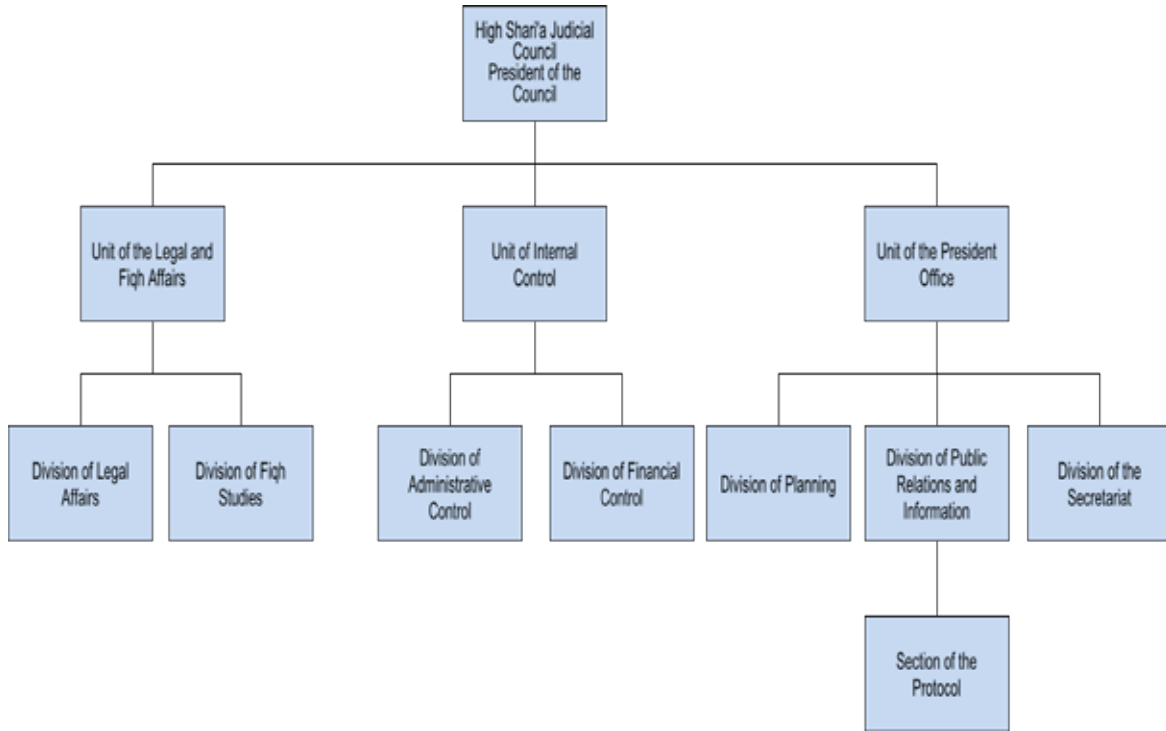 High Shari'a Judicial
Council
President of the
Council
Unit of the Legal and
Fiqh Affairs
Unit of Internal
Control
Unit of the President
Office
Division of Legal
Affairs
Division of Fiqh
Studies
Division of
Administrative
Control
Division of Financial
Control
Division of Planning
Division of Public
Relations and
Information
Division of the
Secretariat
Section of the
Protocol